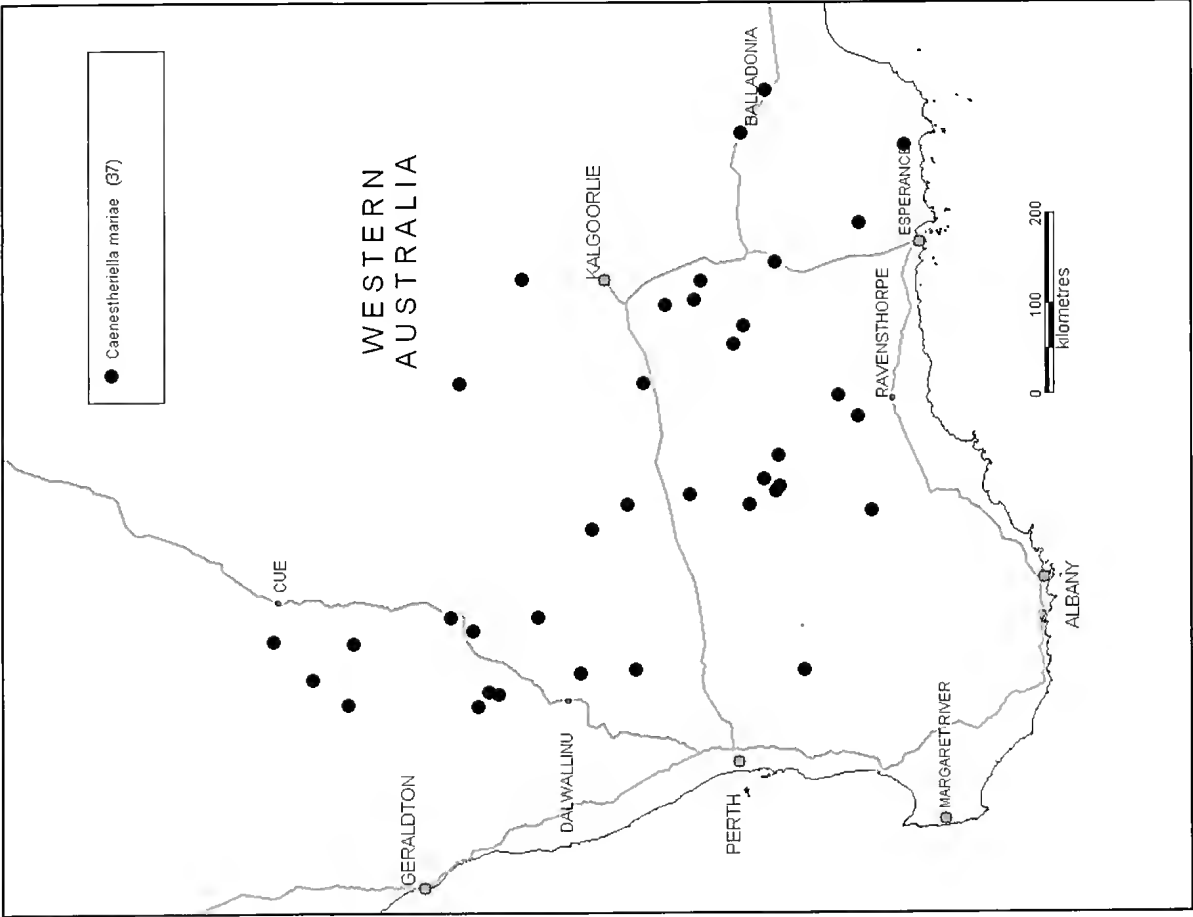 Caenestheriella mariae (37)
WESTERN
AUSTRALIA
CUE
GERALDTON
DALWALLINU
PERTH
KALGOORLIE
BALLADONIA
ESPERANCE
RAVENSTHORPE
MARGARET RIVER
ALBANY
0 100 200
kilometres